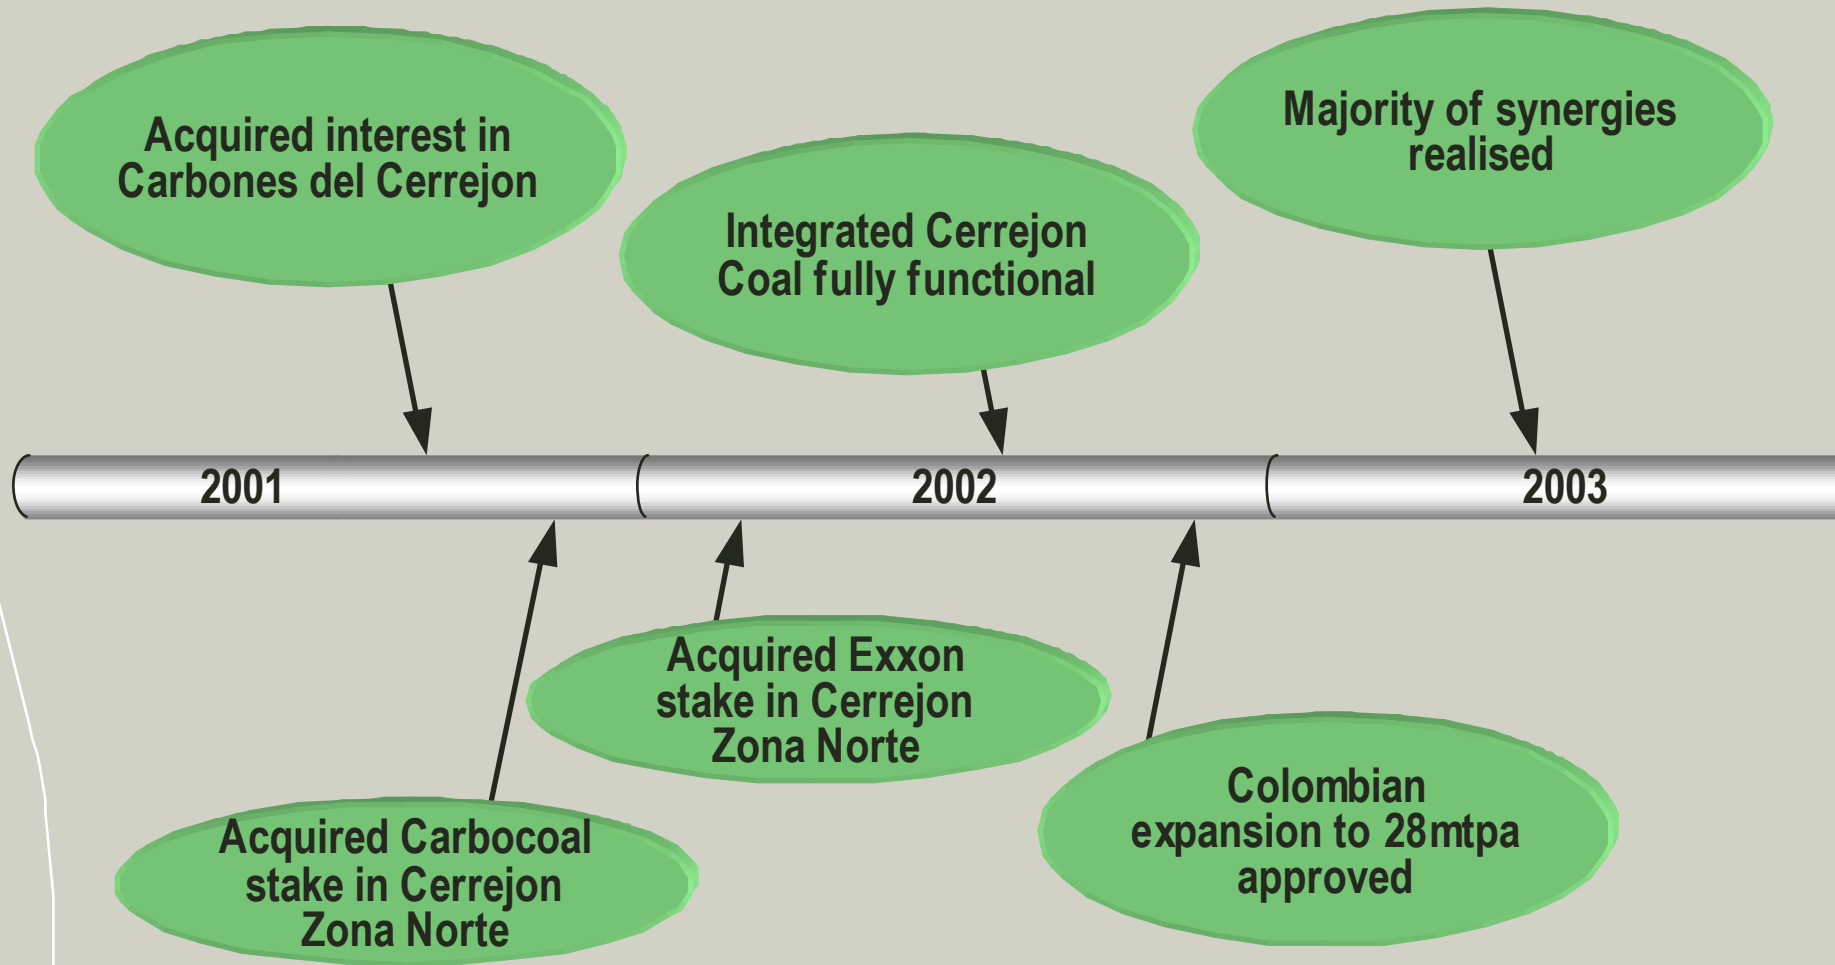 Acquired interest in
Carbones del Cerrejon
Integrated Cerrejon
Coal fully functional
Majority of synergies
realised
2001
2002
2003
Acquired Carbocoal
stake in Cerrejon
Zona Norte
Acquired Exxon
stake in Cerrejon
Zona Norte
Colombian
expansion to 28mtpa
approved